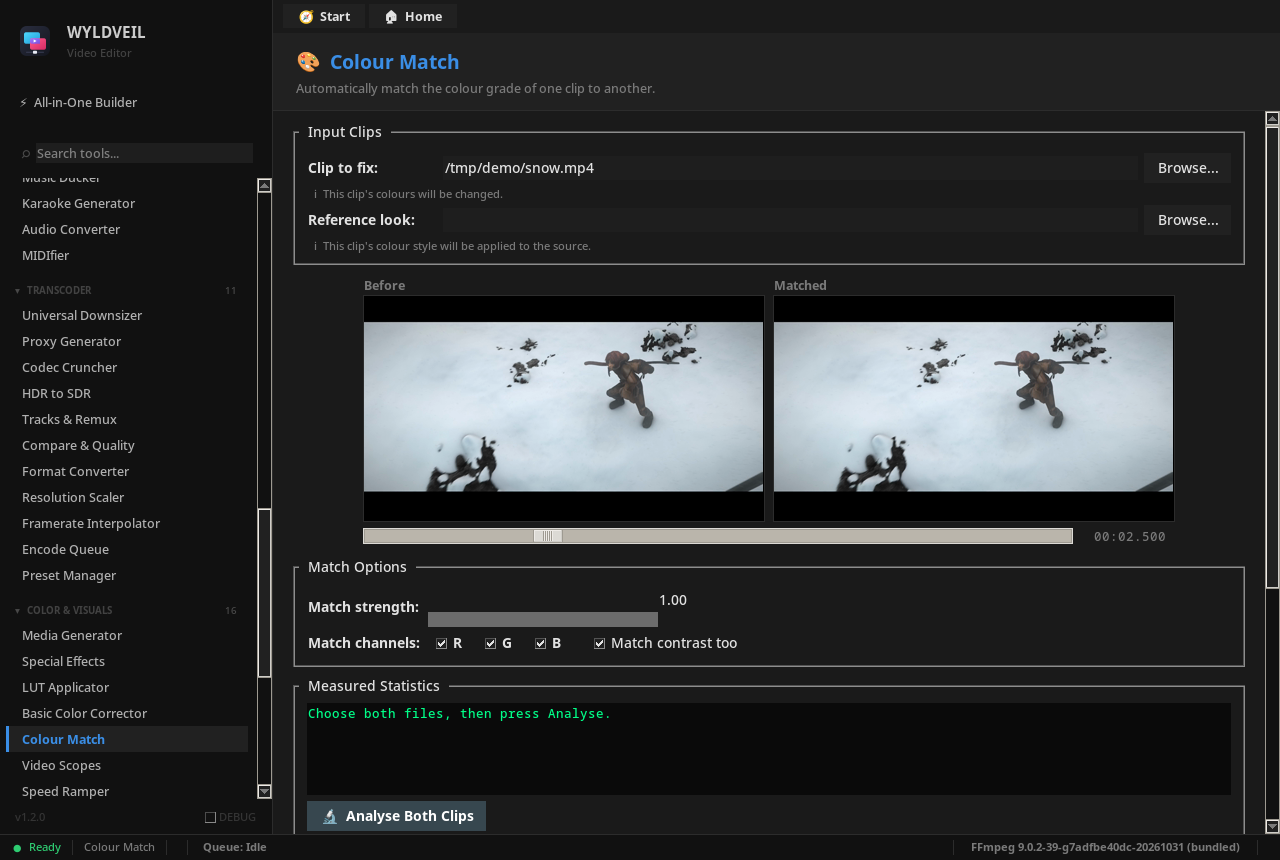 WYLDVEIL
Video Editor
⚡ All-in-One Builder
Search tools...
Music Ducker
Karaoke Generator
Audio Converter
MIDIfier
▾ TRANSCODER 11
Universal Downsizer
Proxy Generator
Codec Cruncher
HDR to SDR
Tracks & Remux
Compare & Quality
Format Converter
Resolution Scaler
Framerate Interpolator
Encode Queue
Preset Manager
▾ COLOR & VISUALS 16
Media Generator
Special Effects
LUT Applicator
Basic Color Corrector
Colour Match
Video Scopes
Speed Ramper
v1.2.0 DEBUG
Start Home
Colour Match
Automatically match the colour grade of one clip to another.
Input Clips
Clip to fix: /tmp/demo/snow.mp4 Browse...
i This clip's colours will be changed.
Reference look: Browse...
i This clip's colour style will be applied to the source.
Before Matched
00:02.500
Match Options
Match strength: 1.00
Match channels: R G B Match contrast too
Measured Statistics
Choose both files, then press Analyse.
Analyse Both Clips
● Ready Colour Match Queue: Idle FFmpeg 9.0.2-39-g7adfbe40dc-20261031 (bundled)